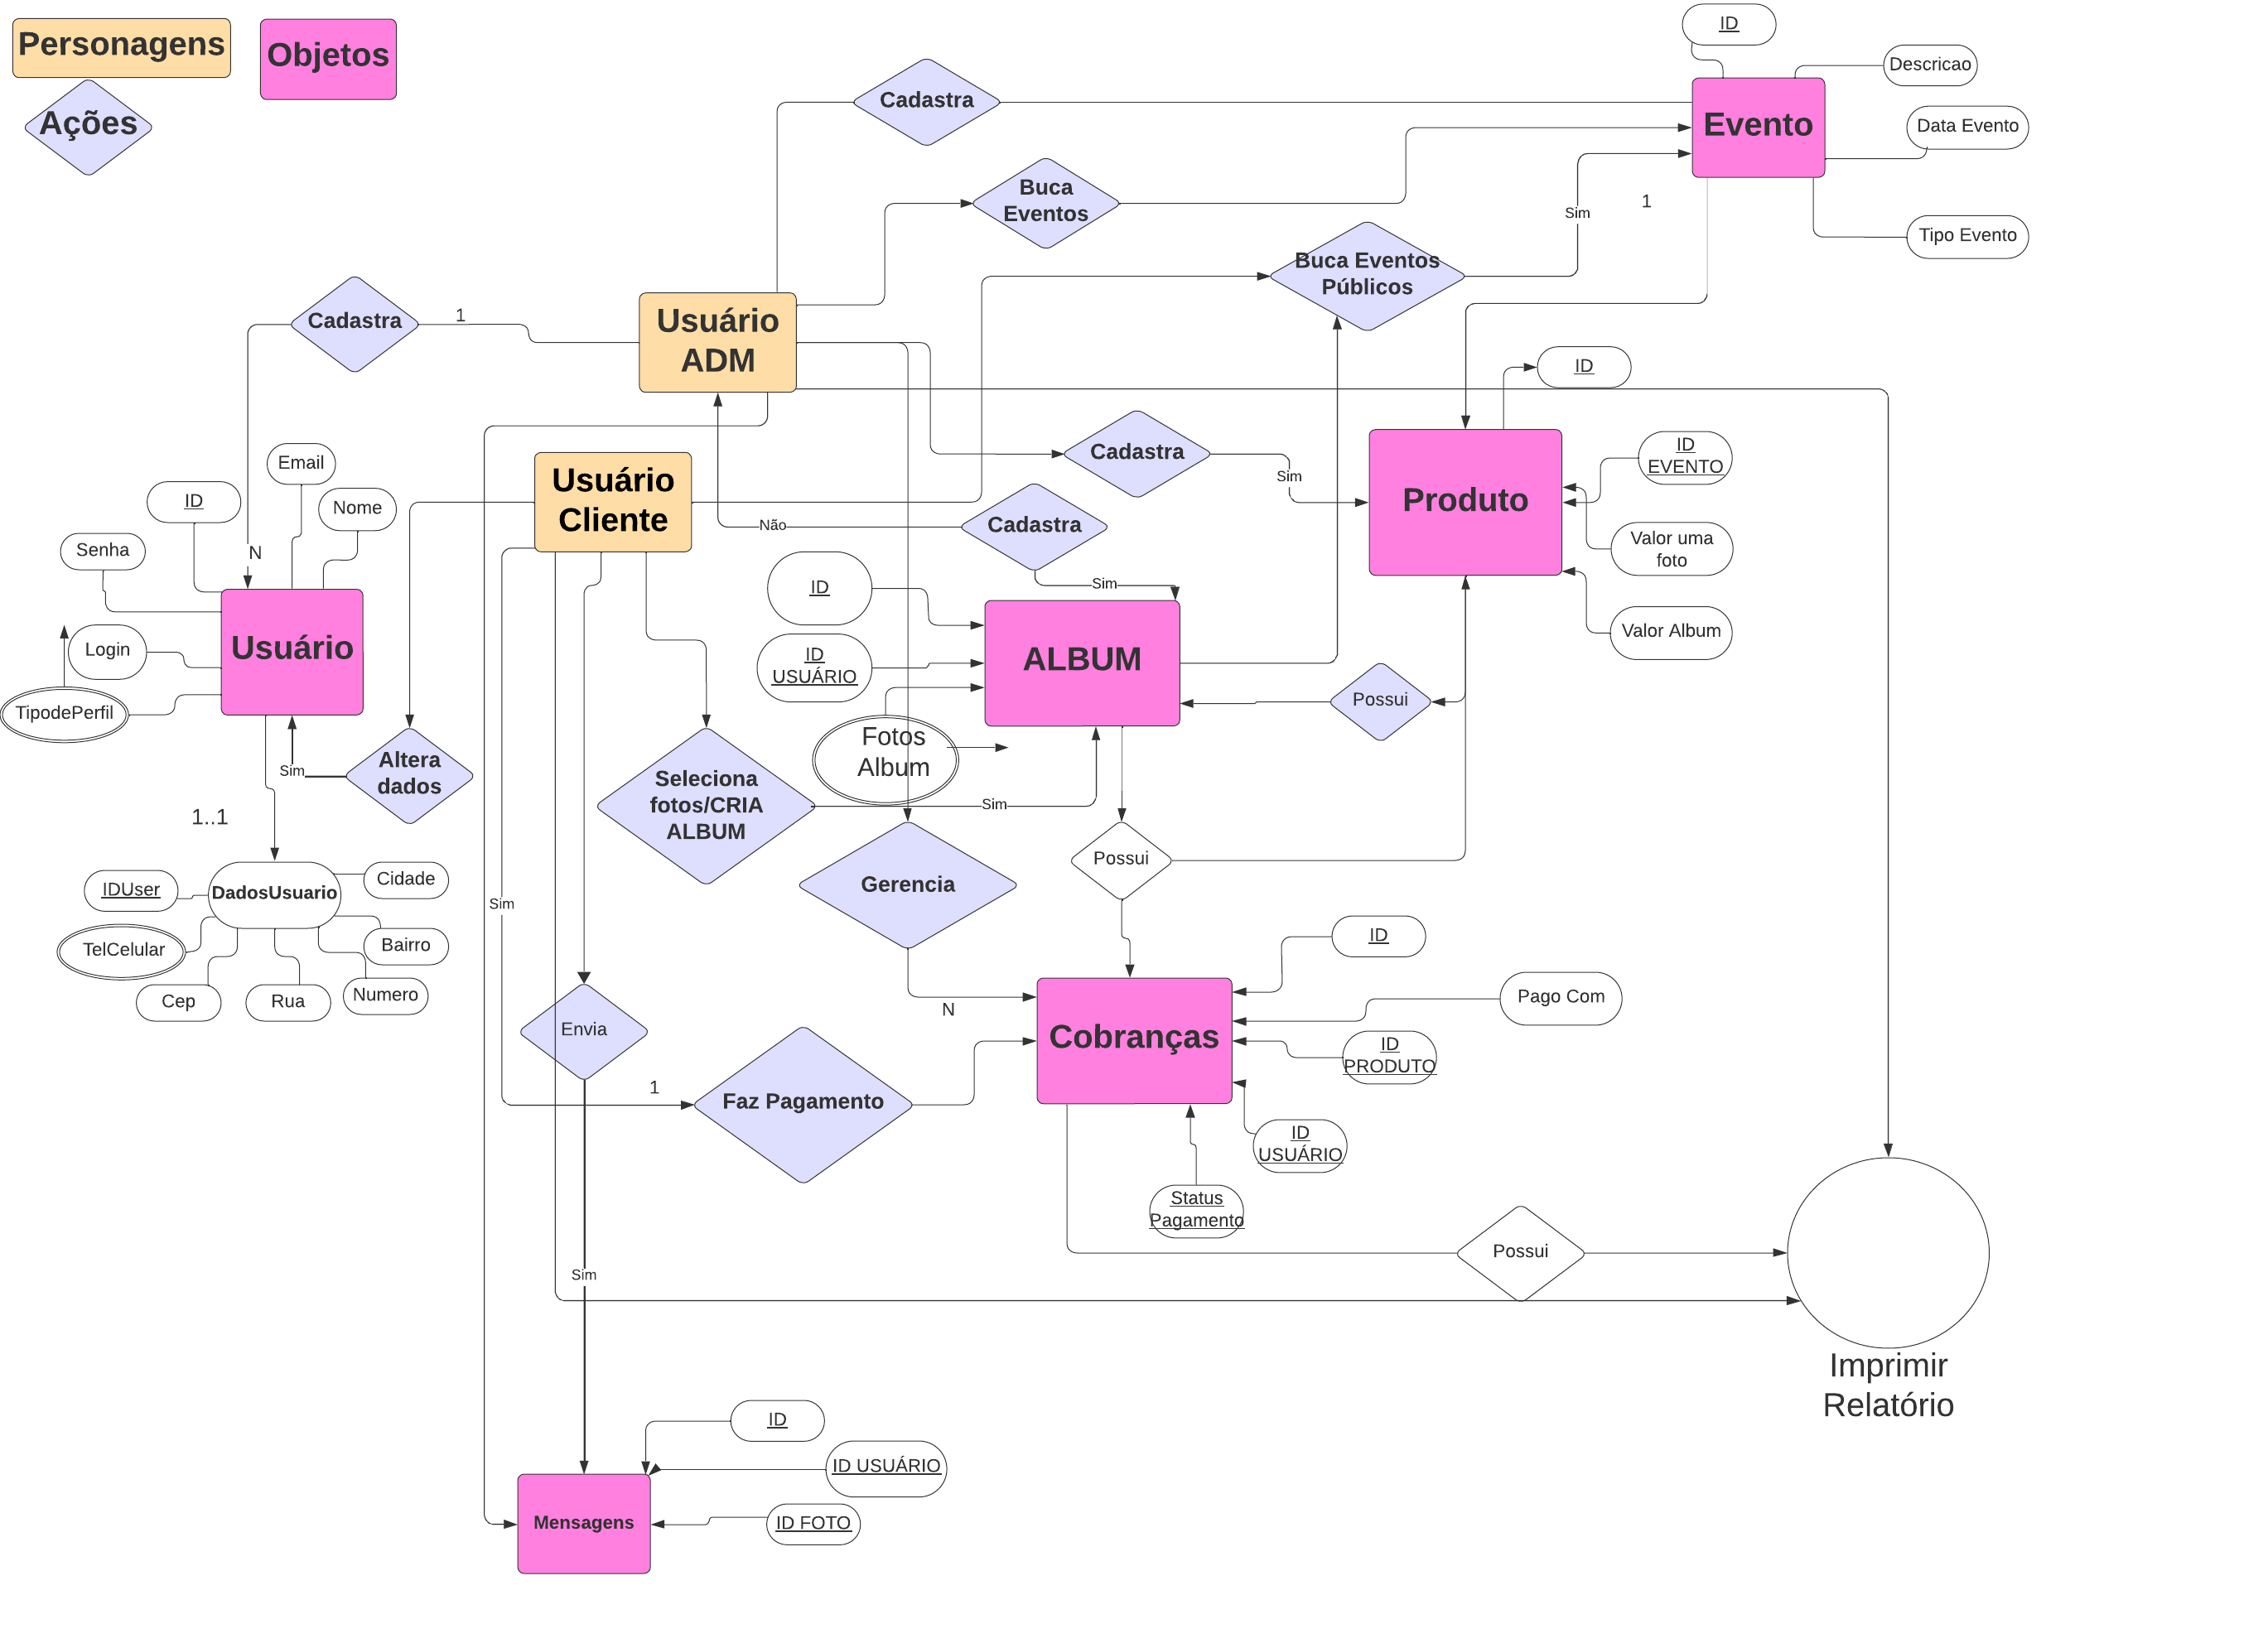 Personagens
Objetos
Ações
ID
Descricao
Cadastra
Evento
Data Evento
Buca
Eventos
1
Sim
Tipo Evento
Buca Eventos
Públicos
Cadastra
1
Usuário
ADM
ID
Cadastra
Sim
Produto
ID
EVENTO
Valor uma
foto
Valor Album
Usuário
Cliente
Não
Cadastra
Sim
Email
ID
Nome
Senha
N
Usuário
Login
TipodePerfil
Sim
Altera
dados
ID
ID
USUÁRIO
ALBUM
Fotos
Album
Possui
Seleciona
fotos/CRIA
ALBUM
Sim
1..1
IDUser
DadosUsuario
Cidade
TelCelular
Bairro
Cep
Rua
Numero
Sim
Gerencia
Possui
N
ID
Cobranças
Pago Com
ID
PRODUTO
ID
USUÁRIO
Status
Pagamento
Envia
1
Faz Pagamento
Sim
Possui
Imprimir
Relatório
ID
ID USUÁRIO
Mensagens
ID FOTO